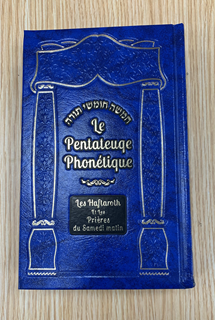 חמשה חומשי תורה
Le
Pentateuqe
Phonétique
Les Haftaroth
Et Les
Prières
du Samedi matin